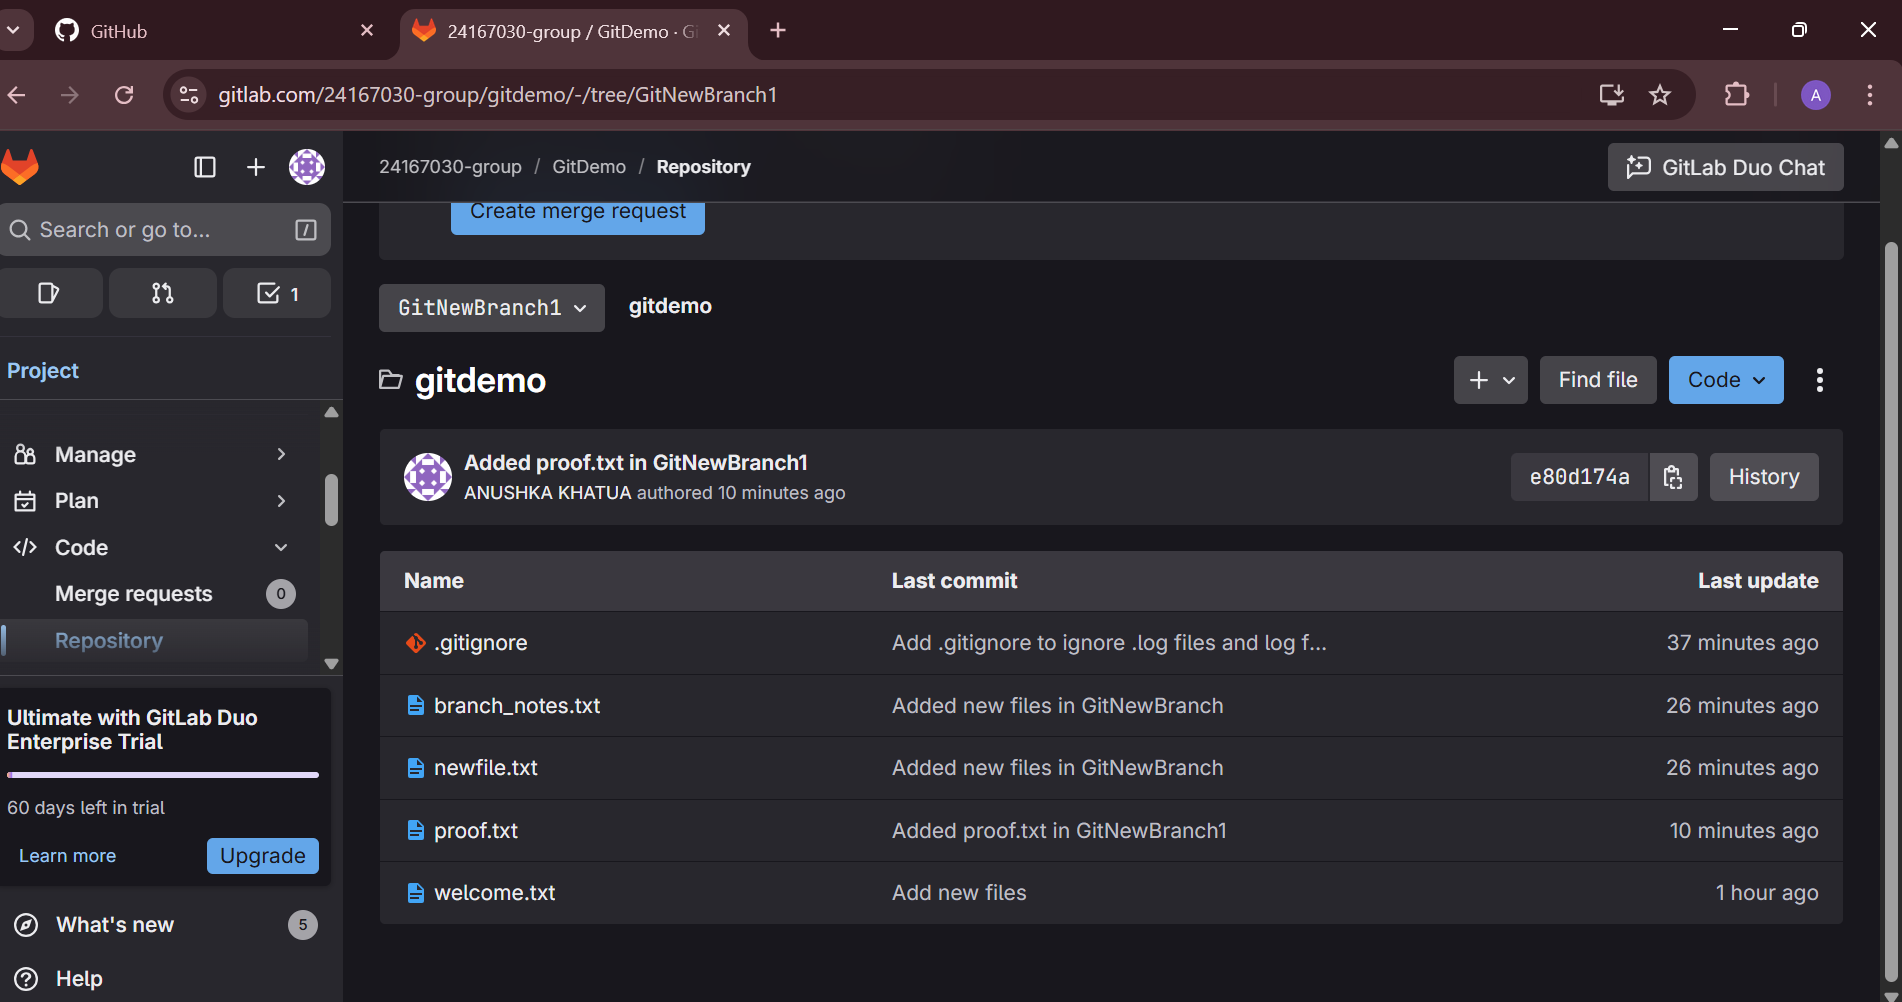 GitHub
24167030-group / GitDemo · G
gitlab.com/24167030-group/gitdemo/-/tree/GitNewBranch1
A
24167030-group / GitDemo / Repository
GitLab Duo Chat
Search or go to...
/
1
Project
Manage
Plan
Code
Merge requests 0
Repository
Ultimate with GitLab Duo
Enterprise Trial
60 days left in trial
Learn more
Upgrade
What's new 5
Help
Create merge request
GitNewBranch1
gitdemo
gitdemo
Find file
Code
Added proof.txt in GitNewBranch1
ANUSHKA KHATUA authored 10 minutes ago
e80d174a
History
Name Last commit Last update
.gitignore Add .gitignore to ignore .log files and log f... 37 minutes ago
branch_notes.txt Added new files in GitNewBranch 26 minutes ago
newfile.txt Added new files in GitNewBranch 26 minutes ago
proof.txt Added proof.txt in GitNewBranch1 10 minutes ago
welcome.txt Add new files 1 hour ago